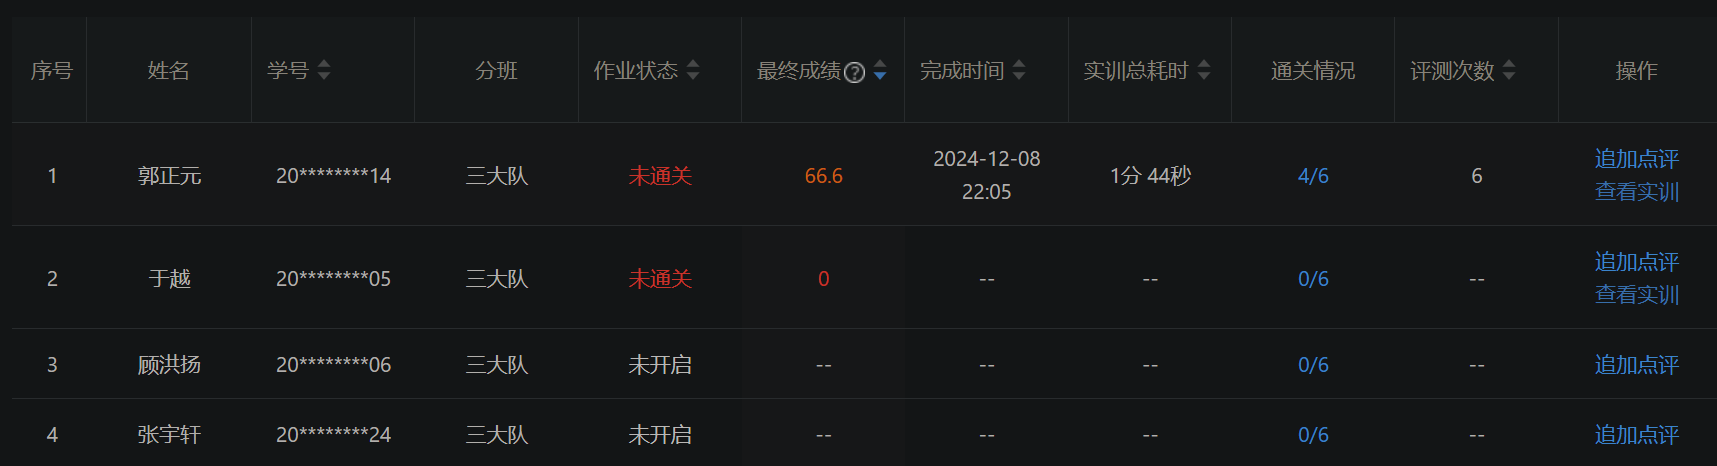 序号 姓名 学号 分班 作业状态 最终成绩? 完成时间 实训总耗时 通关情况 评测次数 操作
1 郭正元 20********14 三大队 未通关 66.6 2024-12-08 22:05 1分 44秒 4/6 6 追加点评 查看实训
2 于越 20********05 三大队 未通关 0 -- -- 0/6 -- 追加点评 查看实训
3 顾洪扬 20********06 三大队 未开启 -- -- -- 0/6 -- 追加点评
4 张宇轩 20********24 三大队 未开启 -- -- -- 0/6 -- 追加点评